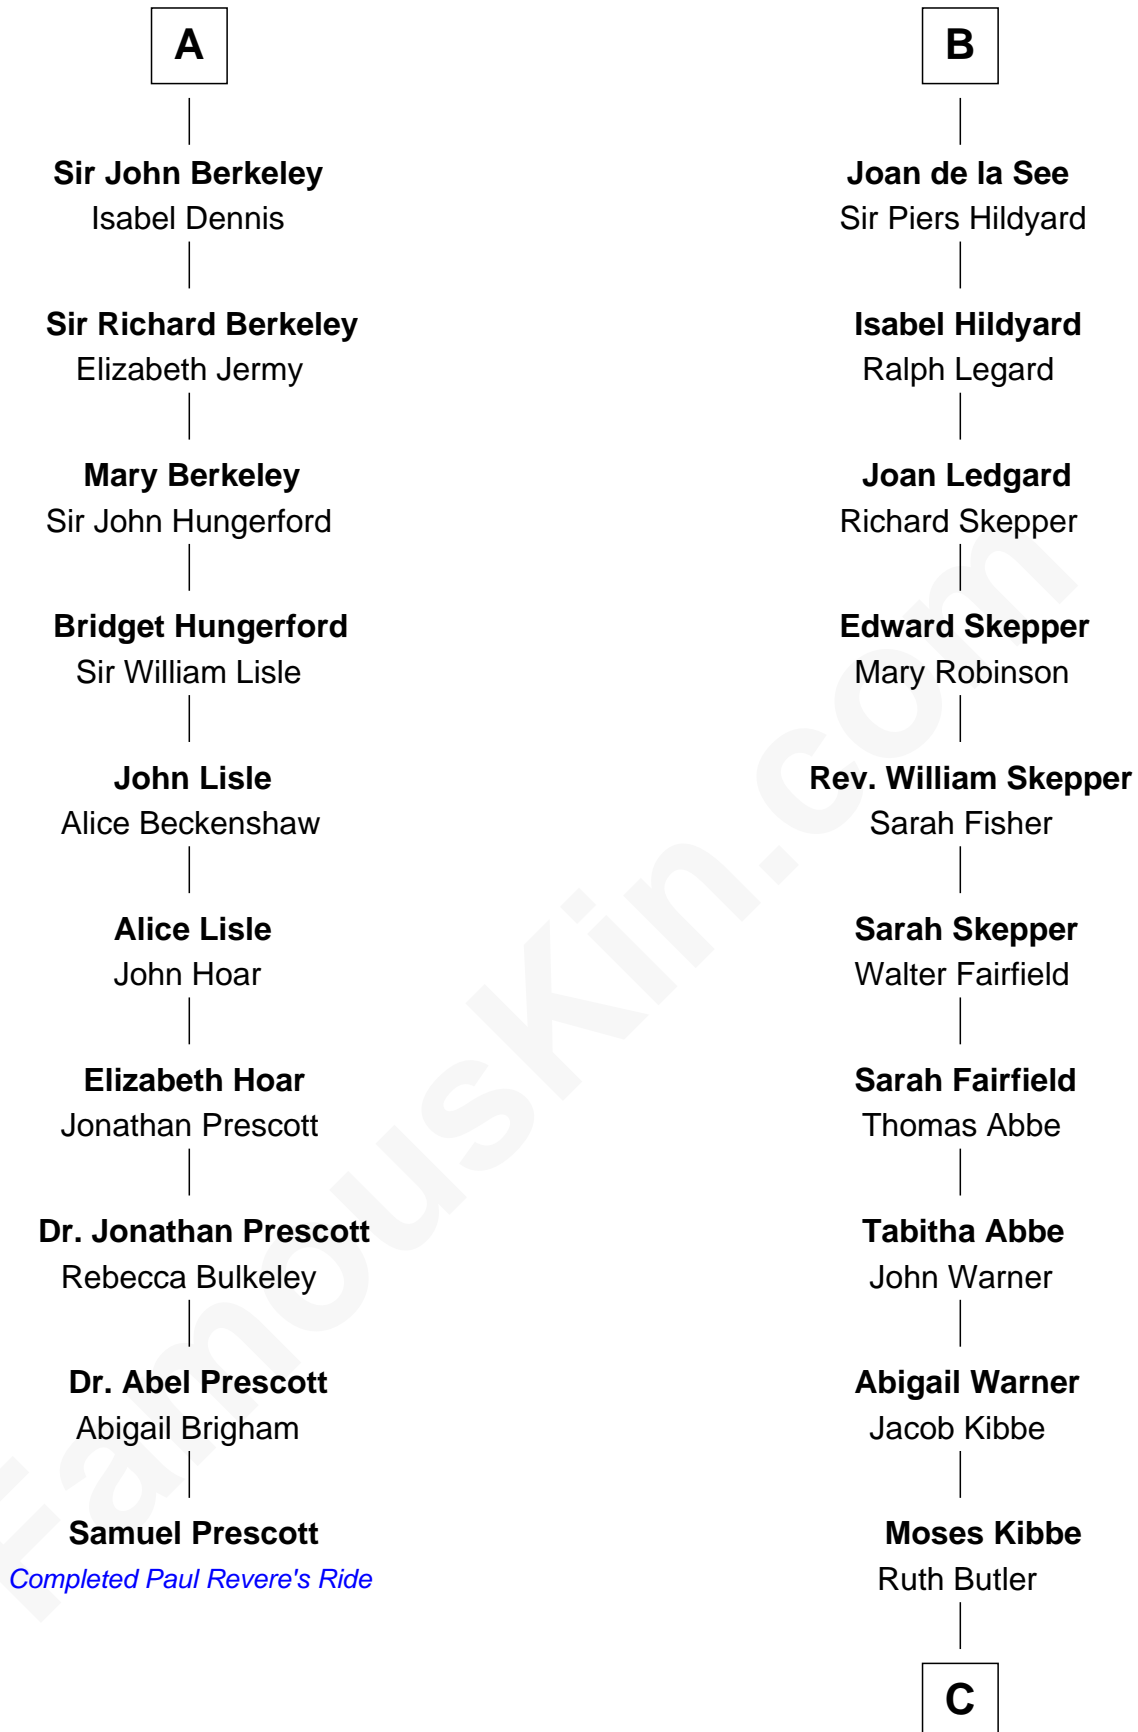 A
Sir John Berkeley
Isabel Dennis
Sir Richard Berkeley
Elizabeth Jermy
Mary Berkeley
Sir John Hungerford
Bridget Hungerford
Sir William Lisle
John Lisle
Alice Beckenshaw
Alice Lisle
John Hoar
Elizabeth Hoar
Jonathan Prescott
Dr. Jonathan Prescott
Rebecca Bulkeley
Dr. Abel Prescott
Abigail Brigham
Samuel Prescott
Completed Paul Revere's Ride
B
Joan de la See
Sir Piers Hildyard
Isabel Hildyard
Ralph Legard
Joan Ledgard
Richard Skepper
Edward Skepper
Mary Robinson
Rev. William Skepper
Sarah Fisher
Sarah Skepper
Walter Fairfield
Sarah Fairfield
Thomas Abbe
Tabitha Abbe
John Warner
Abigail Warner
Jacob Kibbe
Moses Kibbe
Ruth Butler
C
FamousKin.com